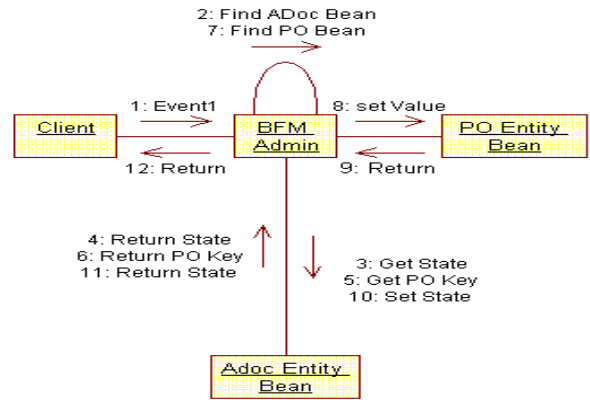 2: Find ADoc Bean
7: Find PO Bean
1: Event1
8: set Value
Client
BFM
Admin
PO Entity
Bean
12: Return
9: Return
4: Return State
6: Return PO Key
11: Return State
3: Get State
5: Get PO Key
10: Set State
Adoc Entity
Bean